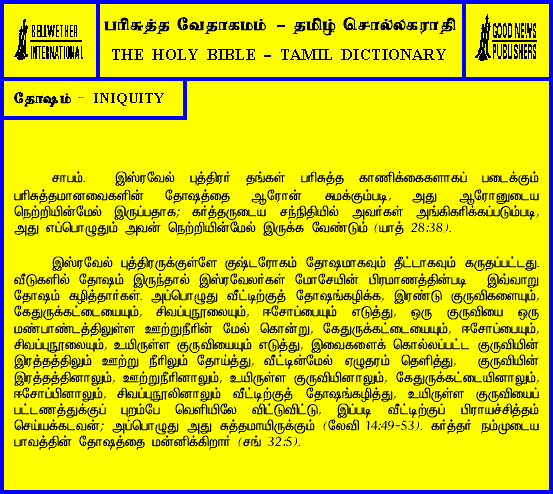 BELLWETHER
INTERNATIONAL
பரிசுத்த வேதாகமம் - தமிழ் சொல்லகராதி
THE HOLY BIBLE - TAMIL DICTIONARY
GOOD NEWS
PUBLISHERS
தோஷம் - INIQUITY
சாபம். இஸ்ரவேல் புத்திரர் தங்கள் பரிசுத்த காணிக்கைகளாகப் படைக்கும்
பரிசுத்தமானவைகளின் தோஷத்தை ஆரோன் சுமக்கும்படி, அது ஆரோனுடைய
நெற்றியின்மேல் இருப்பதாக; கர்த்தருடைய சந்நிதியில் அவர்கள் அங்கிகரிக்கப்படும்படி,
அது எப்பொழுதும் அவன் நெற்றியின்மேல் இருக்க வேண்டும் (யாத் 28:38).
இஸ்ரவேல் புத்திரருக்குள்ளே குஷ்டரோகம் தோஷமாகவும் தீட்டாகவும் கருதப்பட்டது.
வீடுகளில் தோஷம் இருந்தால் இஸ்ரவேலர்கள் மோசேயின் பிரமாணத்தின்படி இவ்வாறு
தோஷம் கழித்தார்கள். அப்பொழுது வீட்டிற்குத் தோஷங்கழிக்க, இரண்டு குருவிகளையும்,
கேதுருக்கட்டையையும், சிவப்புநூலையும், ஈசோப்பையும் எடுத்து, ஒரு குருவியை ஒரு
மண்பாண்டத்திலுள்ள ஊற்றுநீரின் மேல் கொன்று, கேதுருக்கட்டையையும், ஈசோப்பையும்,
சிவப்புநூலையும், உயிருள்ள குருவியையும் எடுத்து, இவைகளைக் கொல்லப்பட்ட குருவியின்
இரத்தத்திலும் ஊற்று நீரிலும் தோய்த்து, வீட்டின்மேல் ஏழுதரம் தெளித்து, குருவியின்
இரத்தத்தினாலும், ஊற்றுநீரினாலும், உயிருள்ள குருவியினாலும், கேதுருக்கட்டையினாலும்,
ஈசோப்பினாலும், சிவப்புநூலினாலும் வீட்டிற்குத் தோஷங்கழித்து, உயிருள்ள குருவியைப்
பட்டணத்துக்குப் புறம்பே வெளியிலே விட்டுவிட்டு, இப்படி வீட்டிற்குப் பிராயச்சித்தம்
செய்யக்கடவன்; அப்பொழுது அது சுத்தமாயிருக்கும் (லேவி 14:49-53). கர்த்தர் நம்முடைய
பாவத்தின் தோஷத்தை மன்னிக்கிறார் (சங் 32:5).